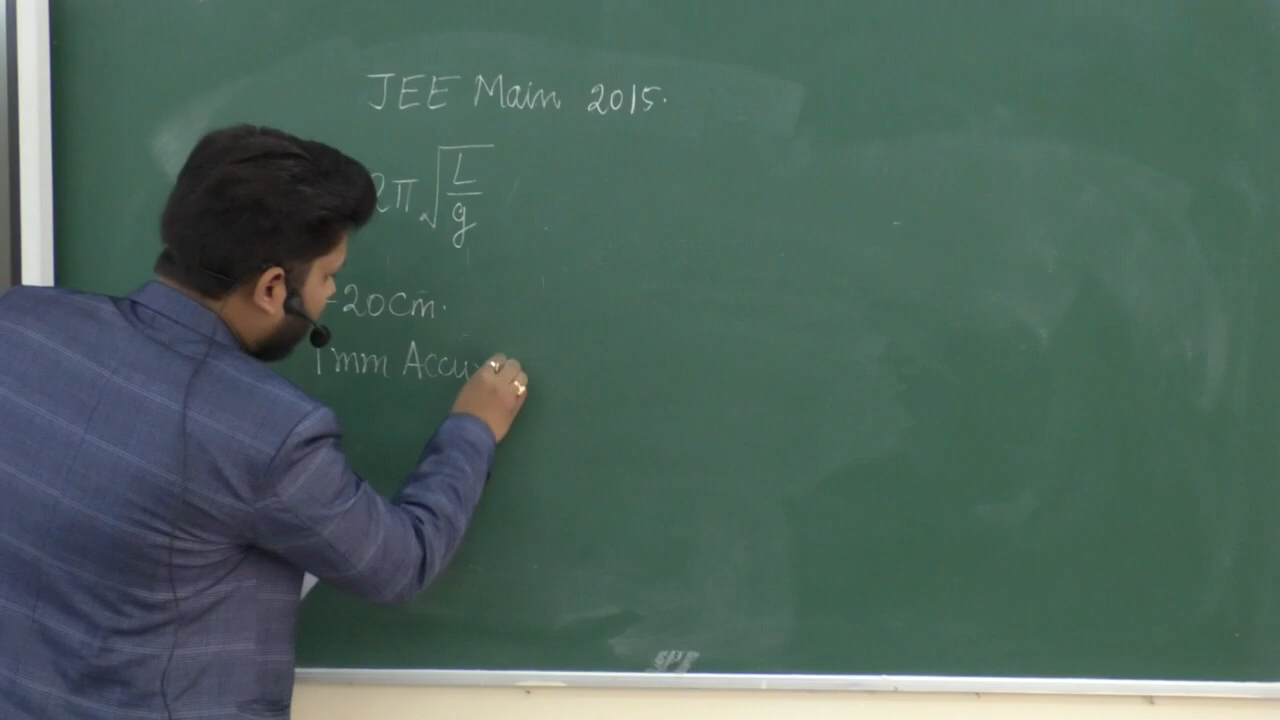 JEE Main 2015.
2π√(L/g)
-20cm.
1mm Accu